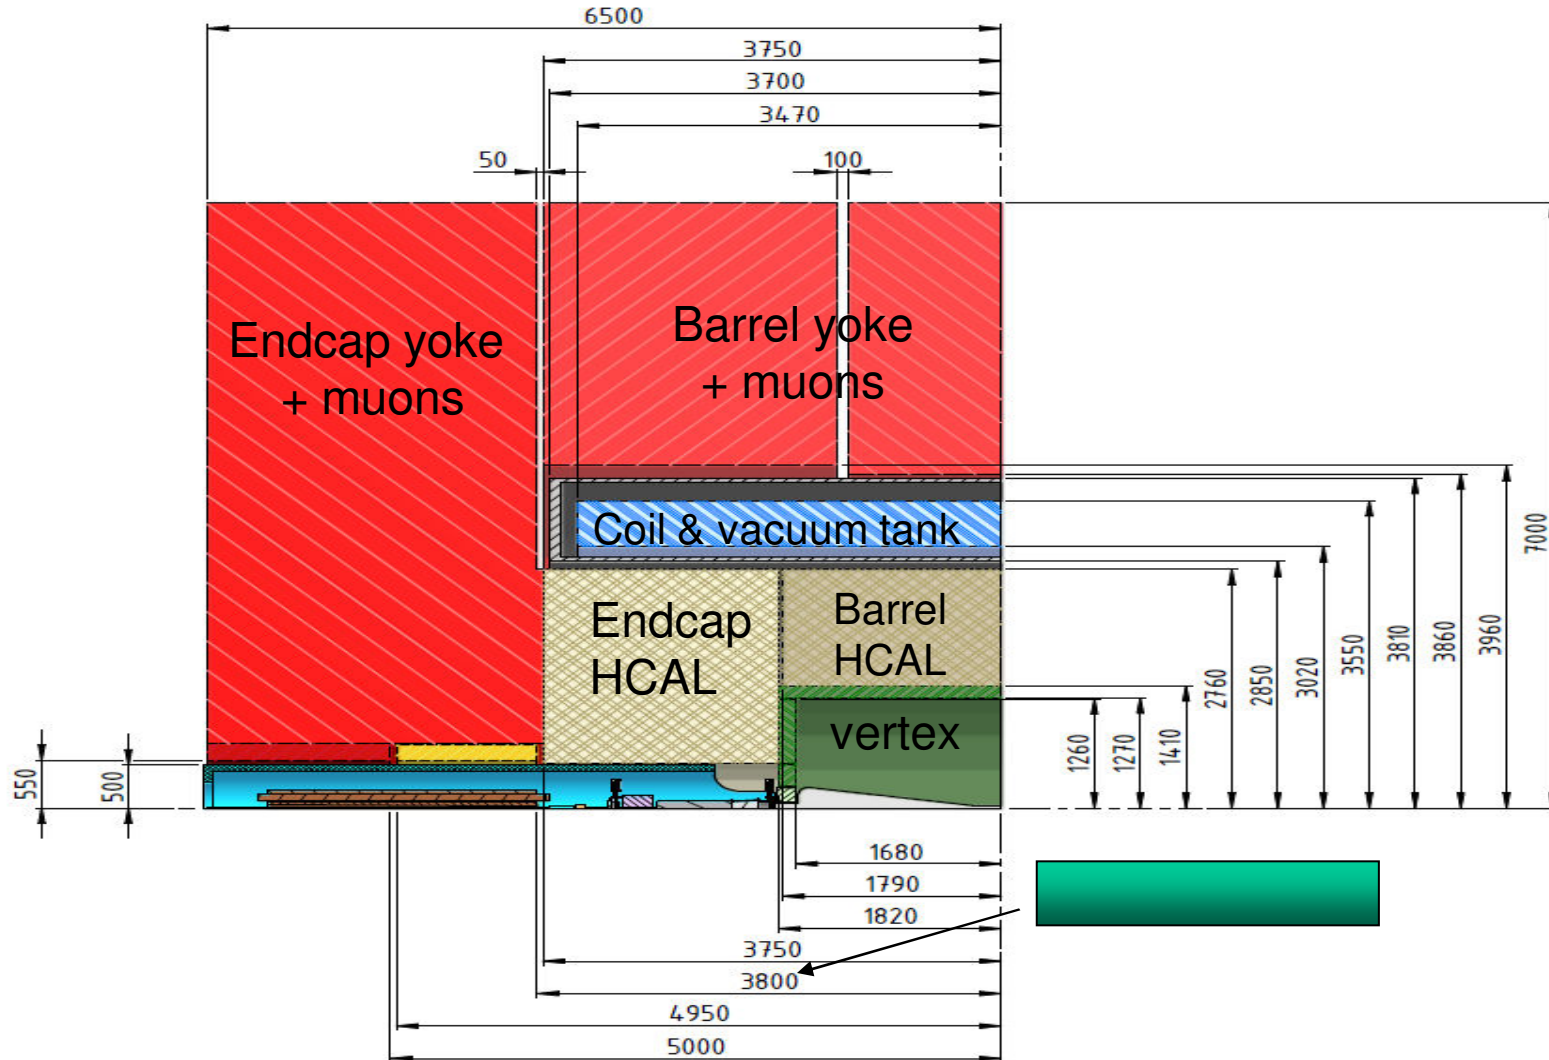 6500
3750
3700
3470
50
100
Endcap yoke
+ muons
Barrel yoke
+ muons
Coil & vacuum tank
Endcap
HCAL
Barrel
HCAL
vertex
550
500
1260
1270
1410
2760
2850
3020
3550
3810
3860
3960
7000
1680
1790
1820
3750
3800
4950
5000